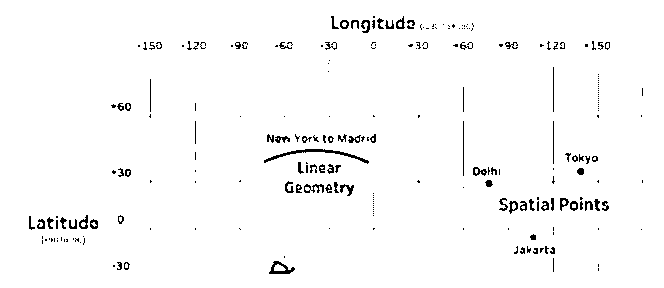 Longitude
-150 -120 -90 -60 -30 0 +30 +60 +90 +120 +150
+60
New York to Madrid
Linear
Geometry
Tokyo
+30
Delhi
Spatial Points
Latitude
0
Jakarta
-30